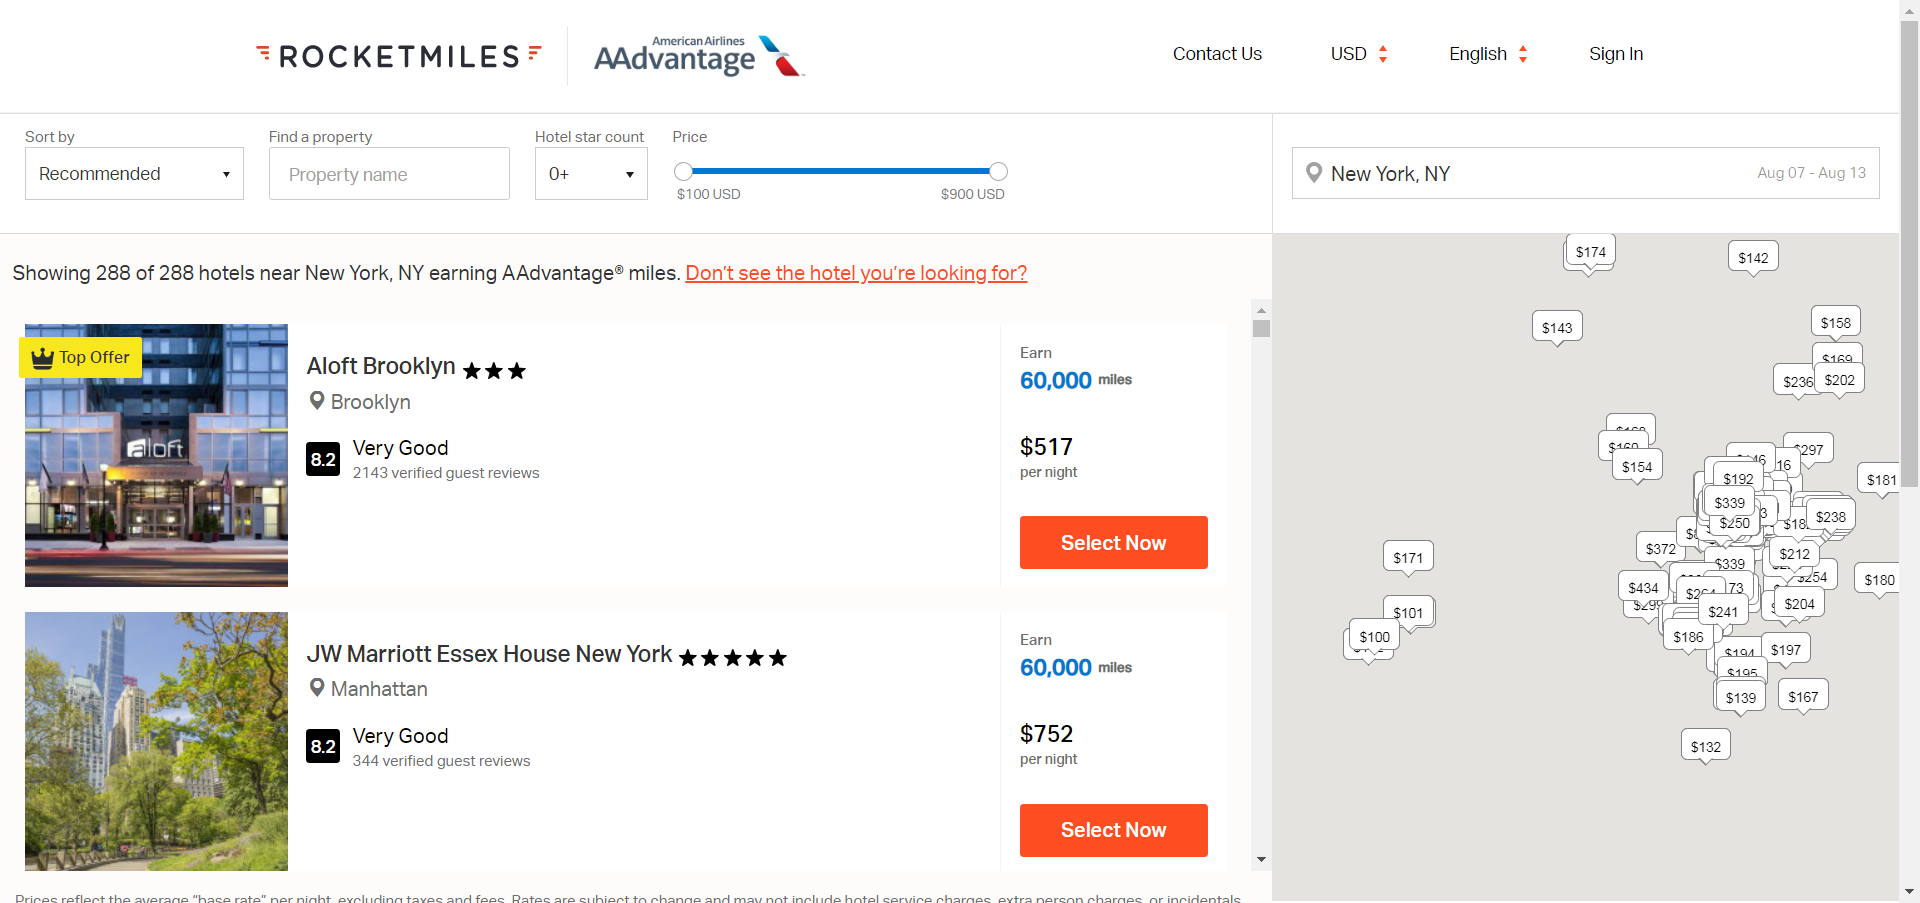 ROCKETMILES
American Airlines
AAdvantage
Contact Us
USD
English
Sign In
Sort by
Recommended
Find a property
Property name
Hotel star count
0+
Price
$100 USD
$900 USD
New York, NY
Aug 07 - Aug 13
Showing 288 of 288 hotels near New York, NY earning AAdvantage® miles. Don't see the hotel you're looking for?
Top Offer
aloft
Aloft Brooklyn
Brooklyn
8.2
Very Good
2143 verified guest reviews
Earn
60,000 miles
$517
per night
Select Now
JW Marriott Essex House New York
Manhattan
8.2
Very Good
344 verified guest reviews
Earn
60,000 miles
$752
per night
Select Now
Prices reflect the average "base rate" per night, excluding taxes and fees. Rates are subject to change and may not include hotel service charges, extra person charges, or incidentals
$174
$142
$143
$158
$169
$236
$202
$160
$154
$297
$192
$181
$339
$250
$238
$372
$212
$339
$171
$254
$180
$434
$204
$101
$241
$100
$186
$194
$197
$195
$139
$167
$132